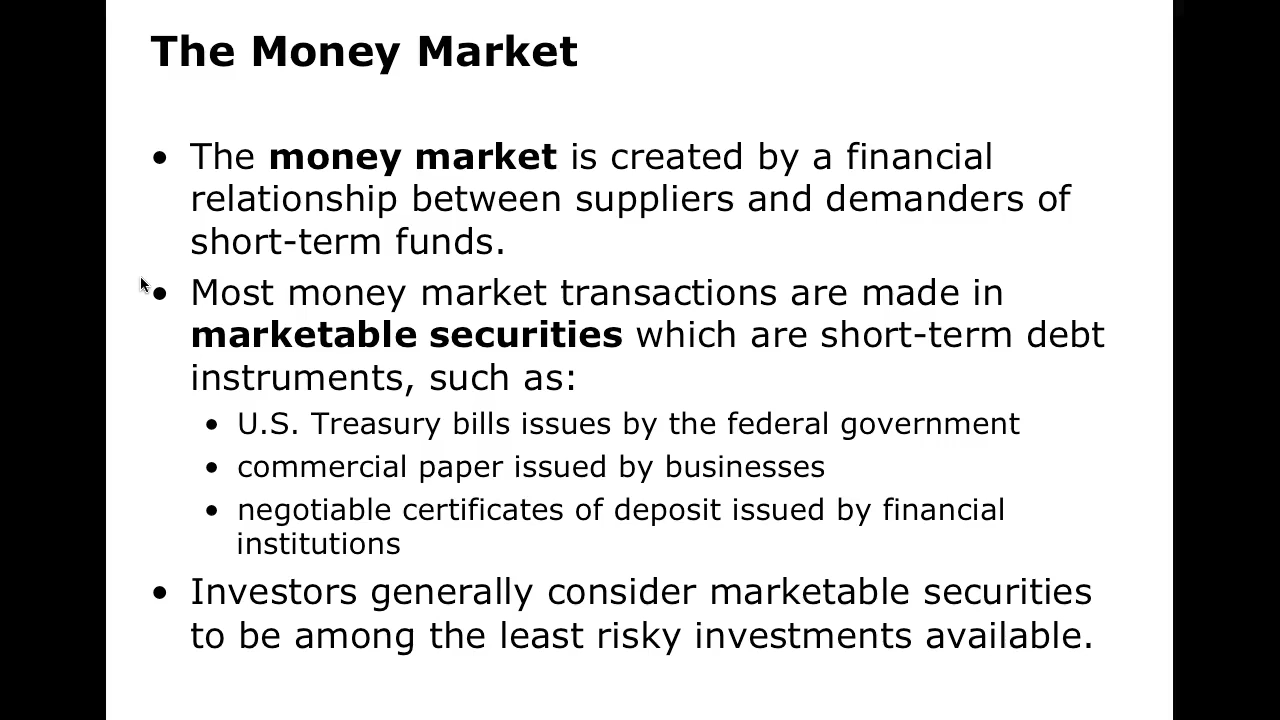 The Money Market
• The money market is created by a financial
relationship between suppliers and demanders of
short-term funds.
• Most money market transactions are made in
marketable securities which are short-term debt
instruments, such as:
• U.S. Treasury bills issues by the federal government
• commercial paper issued by businesses
• negotiable certificates of deposit issued by financial
institutions
• Investors generally consider marketable securities
to be among the least risky investments available.